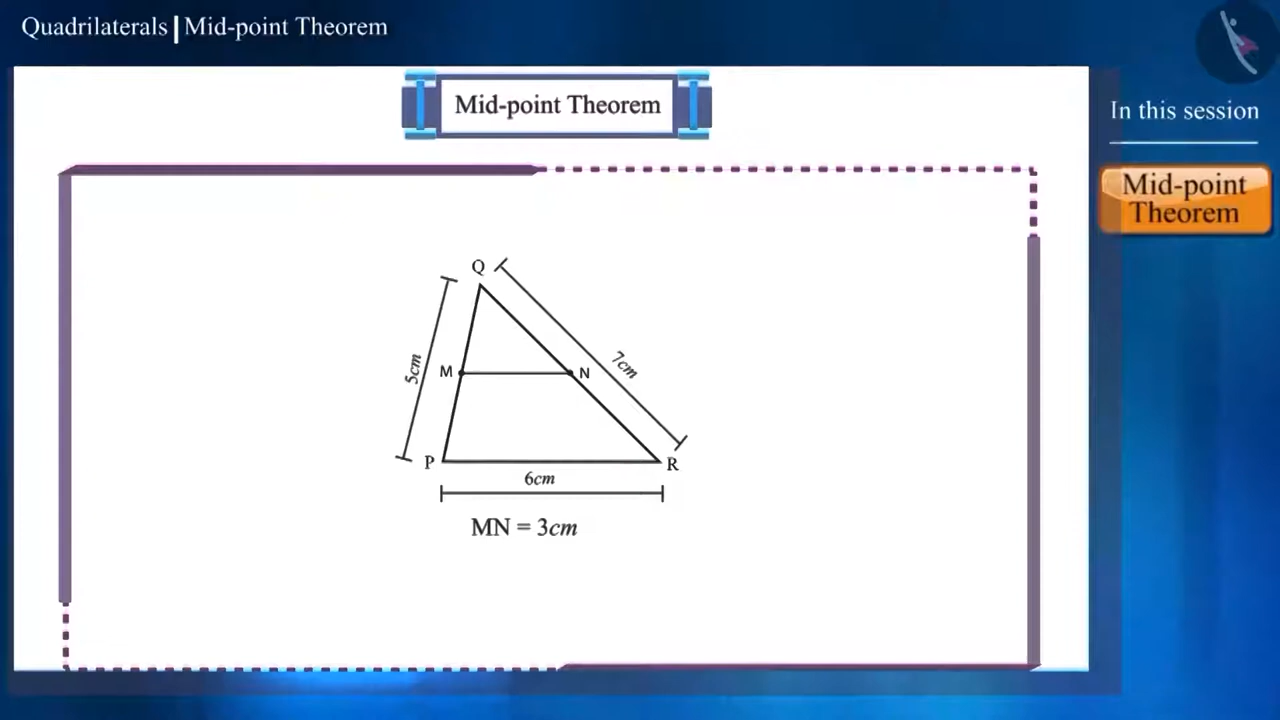 Quadrilaterals | Mid-point Theorem
Mid-point Theorem
In this session
Mid-point
Theorem
Q
5cm
7cm
M
N
P
R
6cm
MN = 3cm